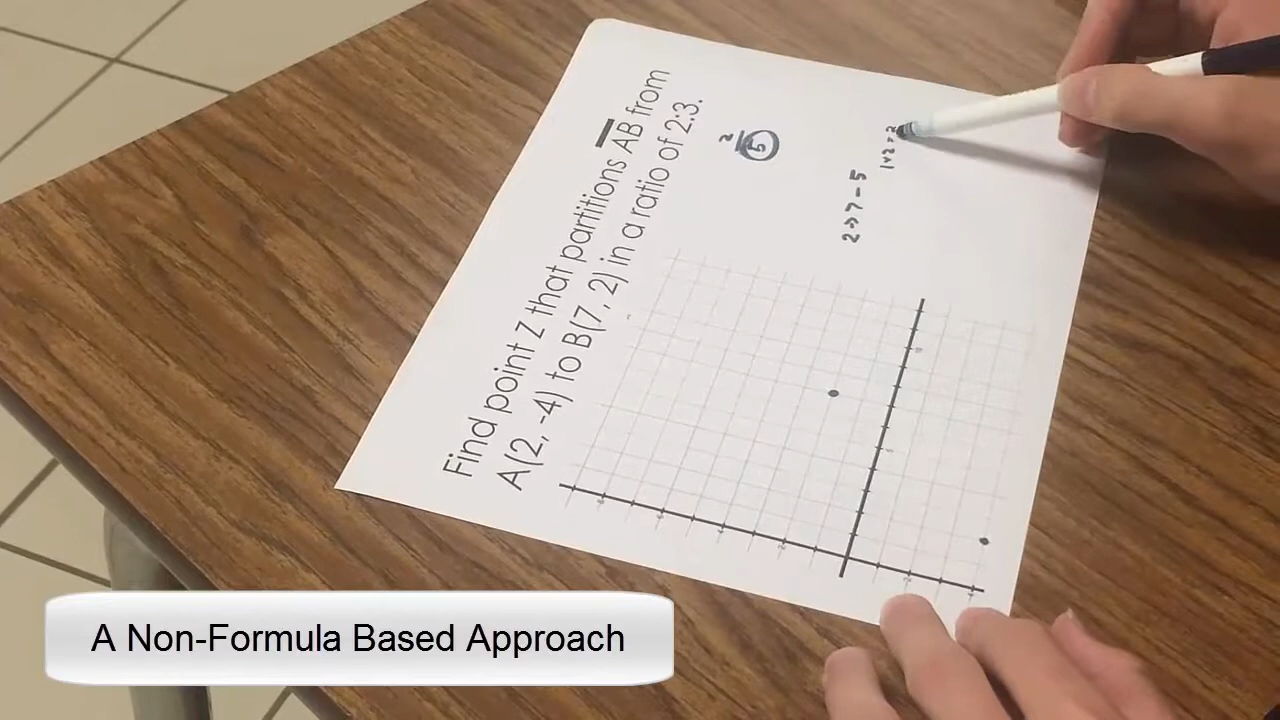 Find point Z that partitions AB from
A(2, -4) to B(7, 2) in a ratio of 2:3.
2
5
2→7-5
A Non-Formula Based Approach